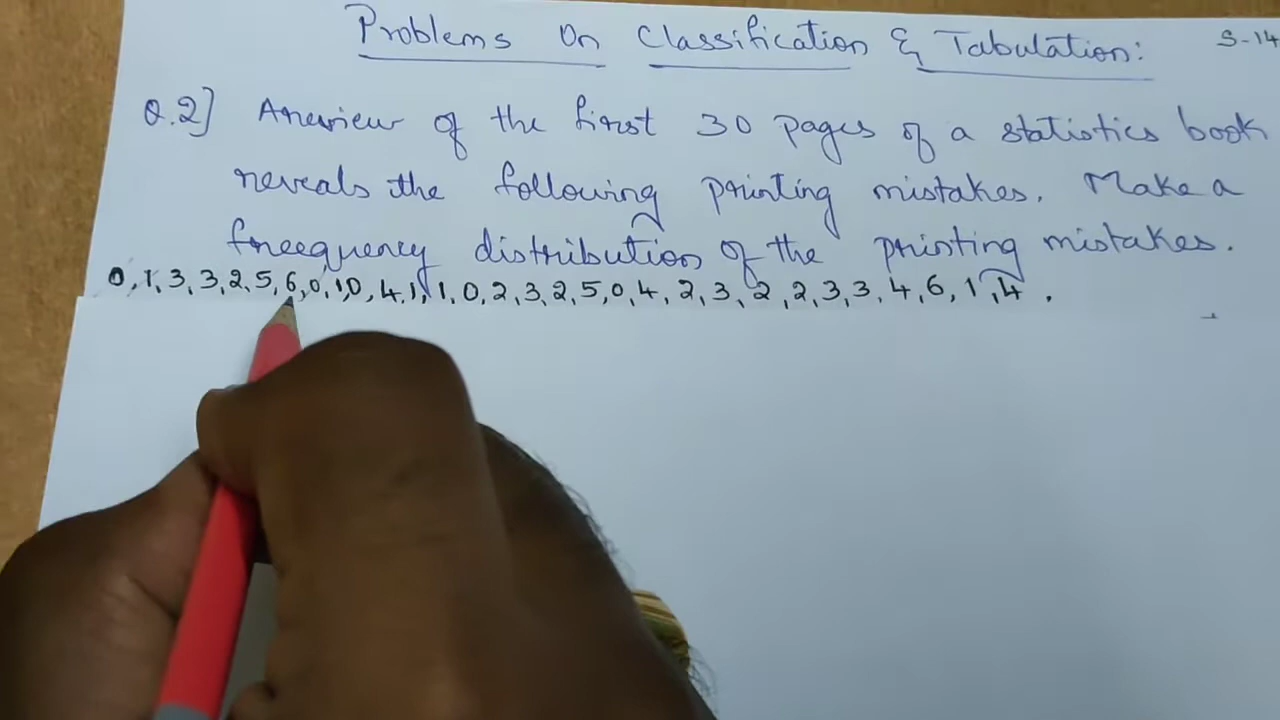 Problems On Classification & Tabulation: S-14
Q.2] A review of the first 30 pages of a statistics book
reveals the following printing mistakes. Make a
freequency distribution of the printing mistakes.
0, 1, 3, 3, 2, 5, 6, 0, 1, 0, 4, 1, 1, 0, 2, 3, 2, 5, 0, 4, 2, 3, 2, 2, 3, 3, 4, 6, 1, 4.